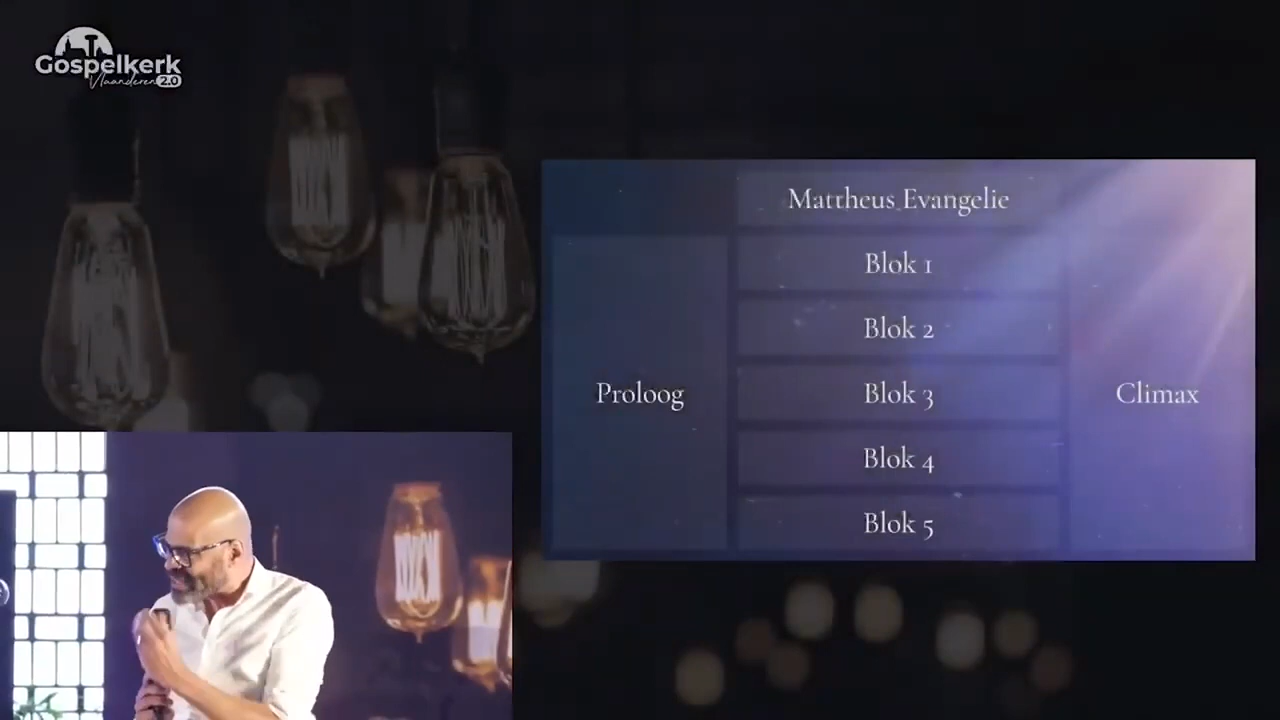 Gospelkerk
Vlaanderen 2.0
Mattheus Evangelie
Blok 1
Blok 2
Proloog
Blok 3
Climax
Blok 4
Blok 5